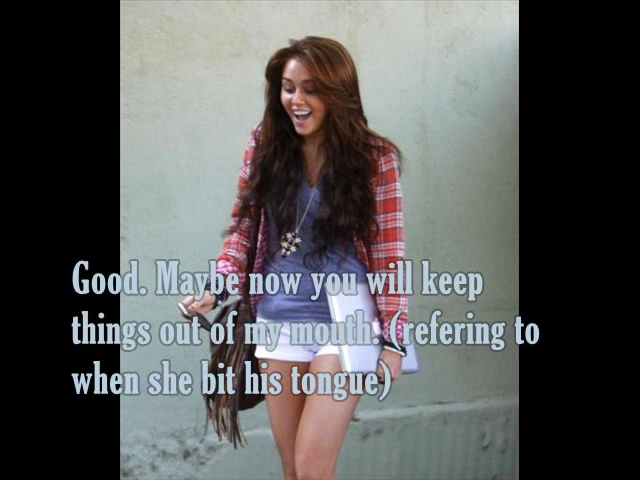 Good. Maybe now you will keep
things out of my mouth. (refering to
when she bit his tongue)